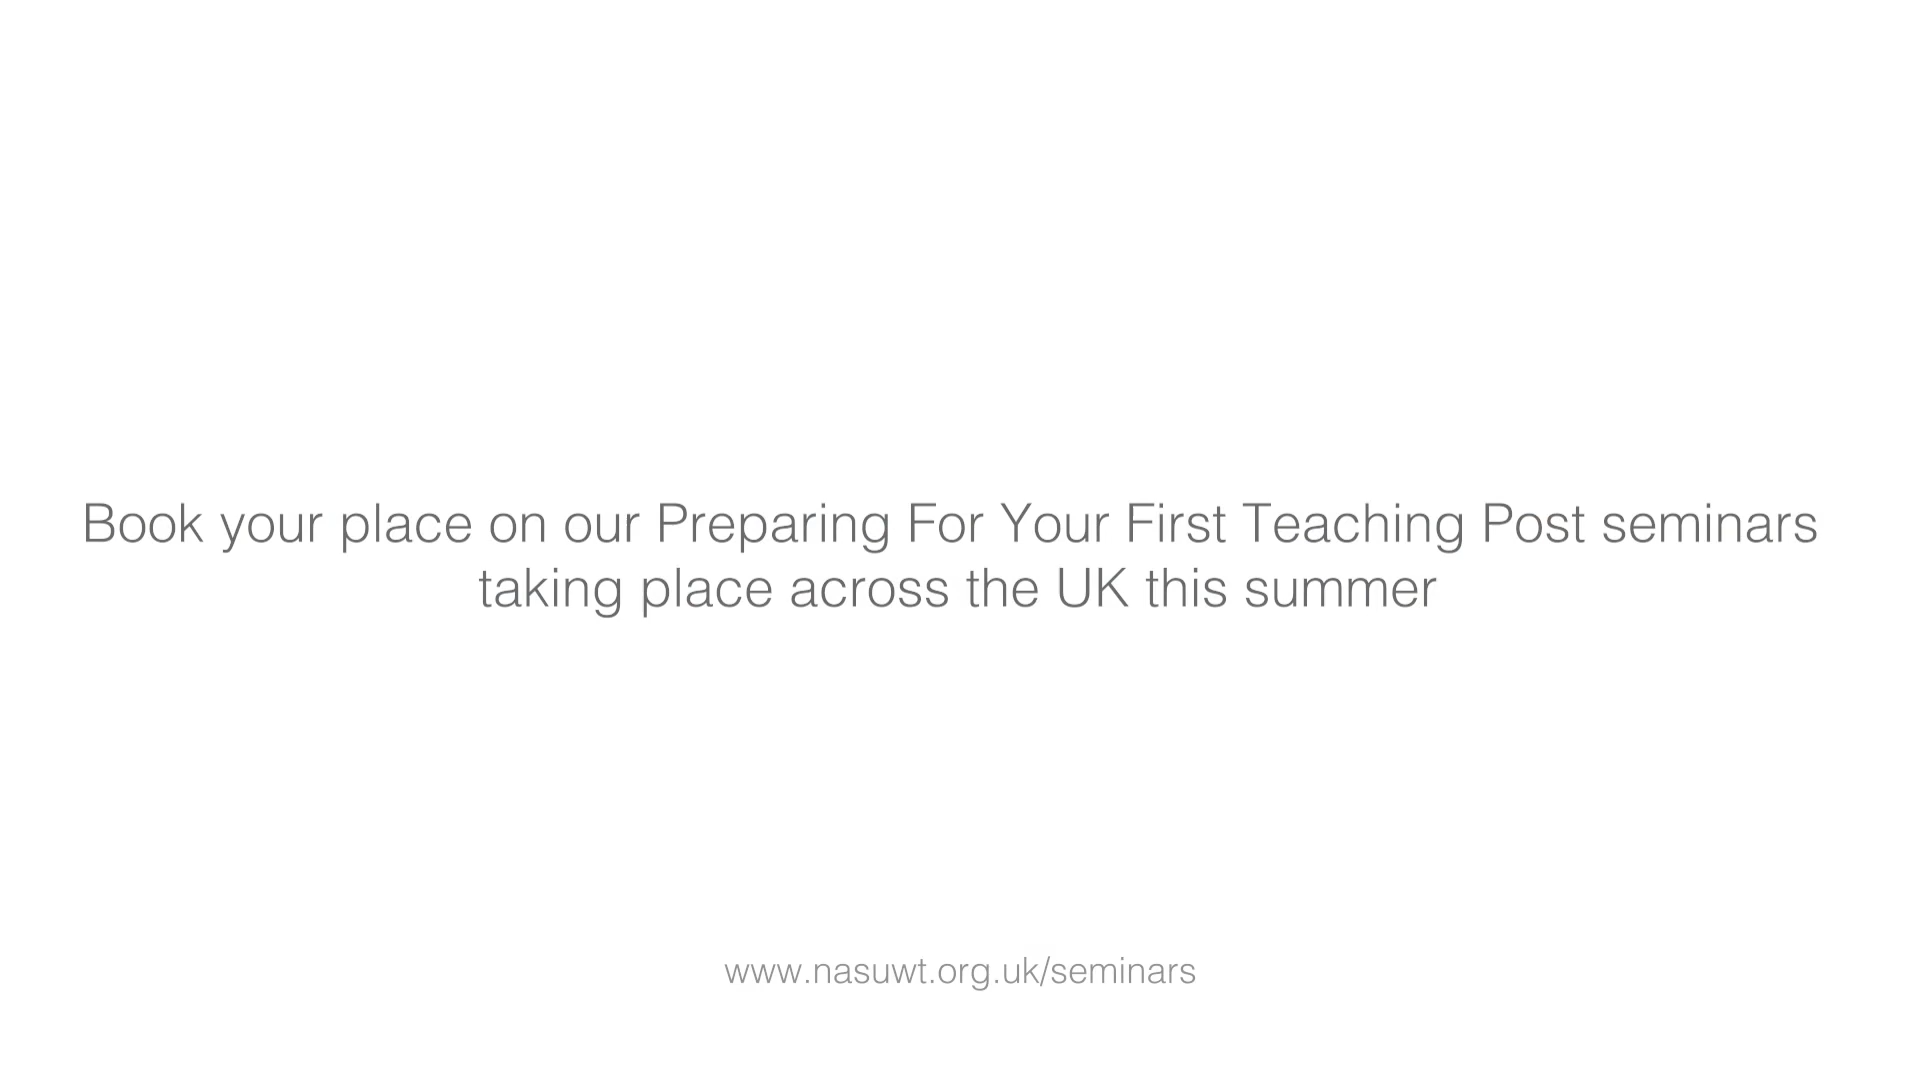 Book your place on our Preparing For Your First Teaching Post seminars
taking place across the UK this summer
www.nasuwt.org.uk/seminars